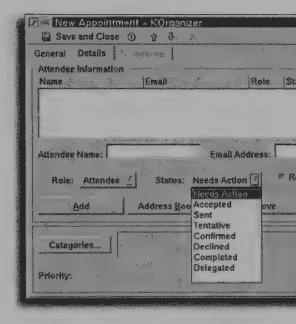 New Appointment - KOrganizer
Save and Close
General Details
Attendee Information
Name Email Role
Attendee Name: Email Address:
Role: Attendee Status: Needs Action
Needs Action
Accepted
Sent
Tentative
Confirmed
Declined
Completed
Delegated
Add Address
Categories...
Priority: